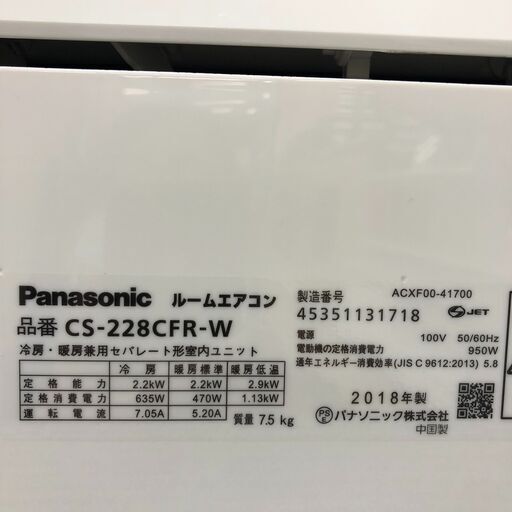 Panasonic ルームエアコン
品番 CS-228CFR-W
冷房・暖房兼用セパレート形室内ユニット
冷房 暖房標準 暖房低温
定格能力 2.2kW 2.2kW 2.9kW
定格消費電力 635W 470W 1.13kW
運転電流 7.05A 5.20A
質量 7.5 kg
ACXF00-41700
製造番号
45351131718 JET
電源 100V 50/60Hz
電動機の定格消費電力 950W
通年エネルギー消費効率(JIS C 9612:2013) 5.8
2018年製
PSE パナソニック株式会社
中国製